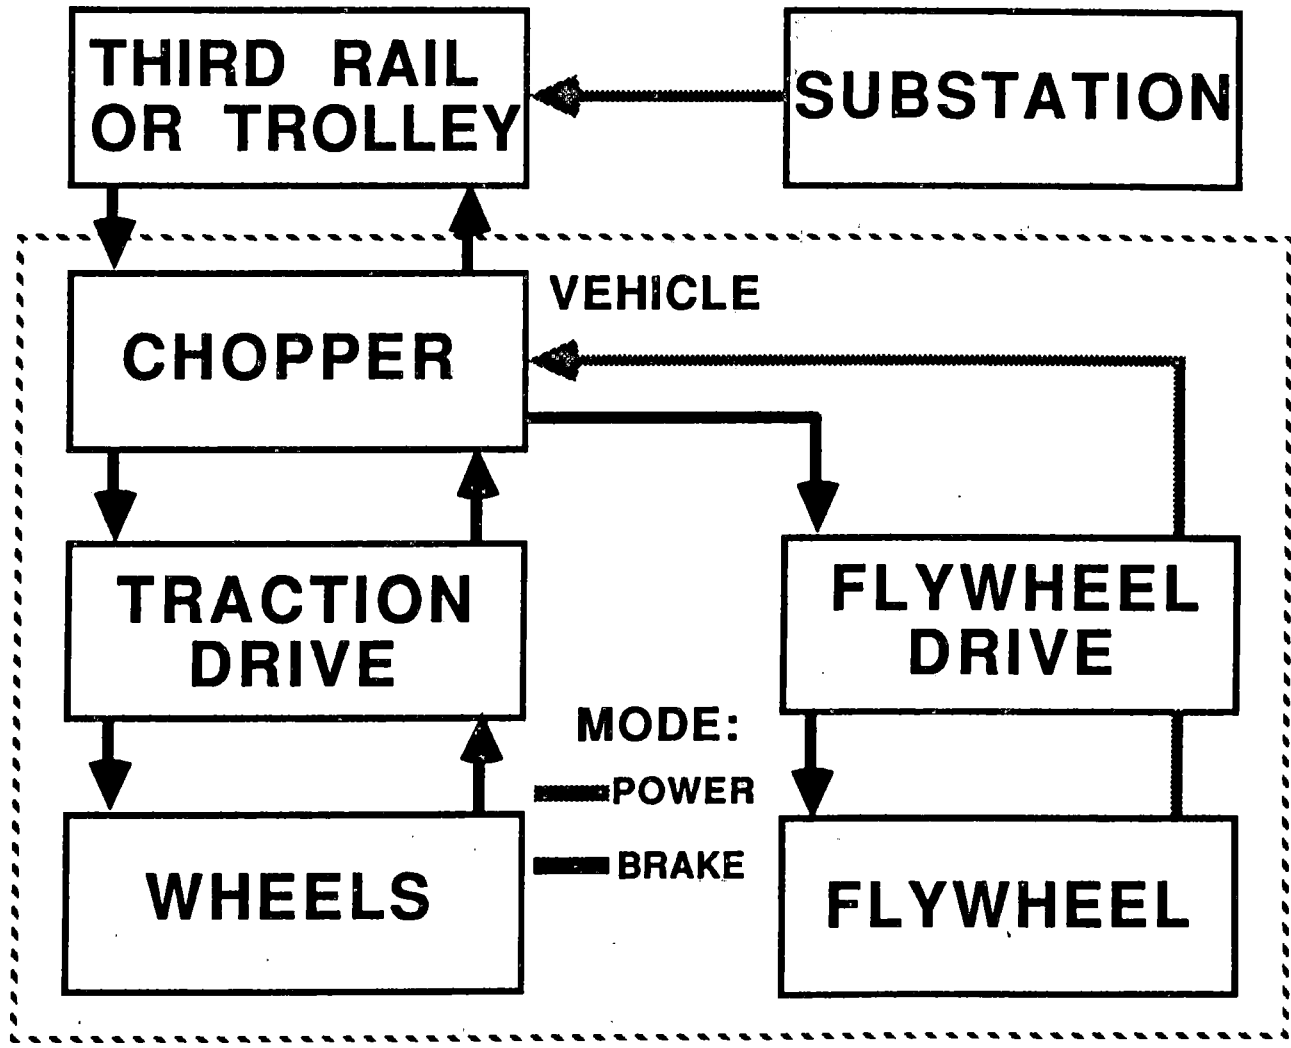 THIRD RAIL
OR TROLLEY
SUBSTATION
VEHICLE
CHOPPER
TRACTION
DRIVE
FLYWHEEL
DRIVE
MODE:
POWER
BRAKE
WHEELS
FLYWHEEL